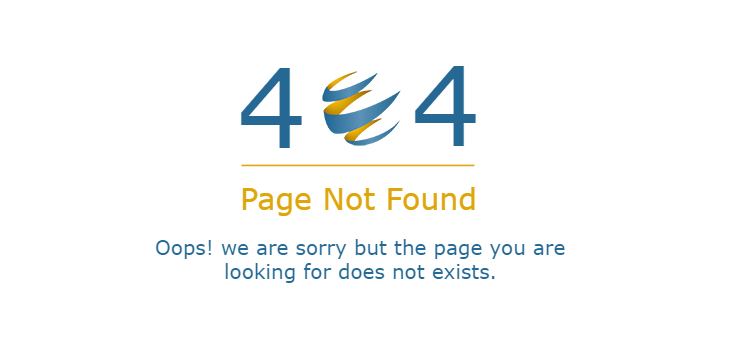 4 4
Page Not Found
Oops! we are sorry but the page you are
looking for does not exists.